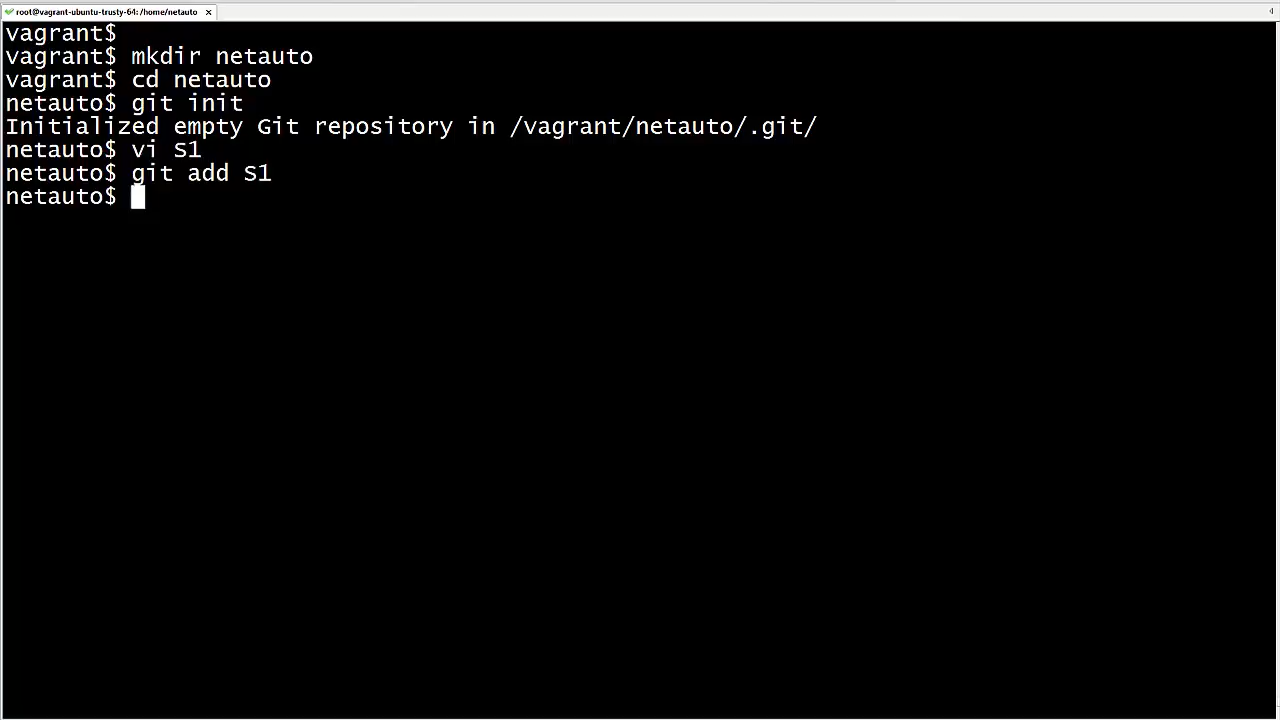 root@vagrant-ubuntu-trusty-64: /home/netauto
vagrant$
vagrant$ mkdir netauto
vagrant$ cd netauto
netauto$ git init
Initialized empty Git repository in /vagrant/netauto/.git/
netauto$ vi S1
netauto$ git add S1
netauto$